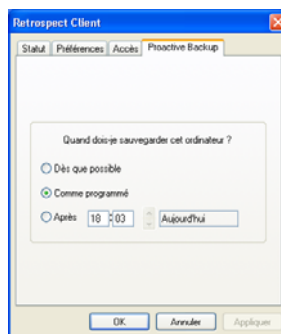 Retrospect Client
Statut Préférences Accès Proactive Backup
Quand dois-je sauvegarder cet ordinateur ?
Dès que possible
Comme programmé
Après 18 : 03 Aujourd'hui
OK Annuler Appliquer